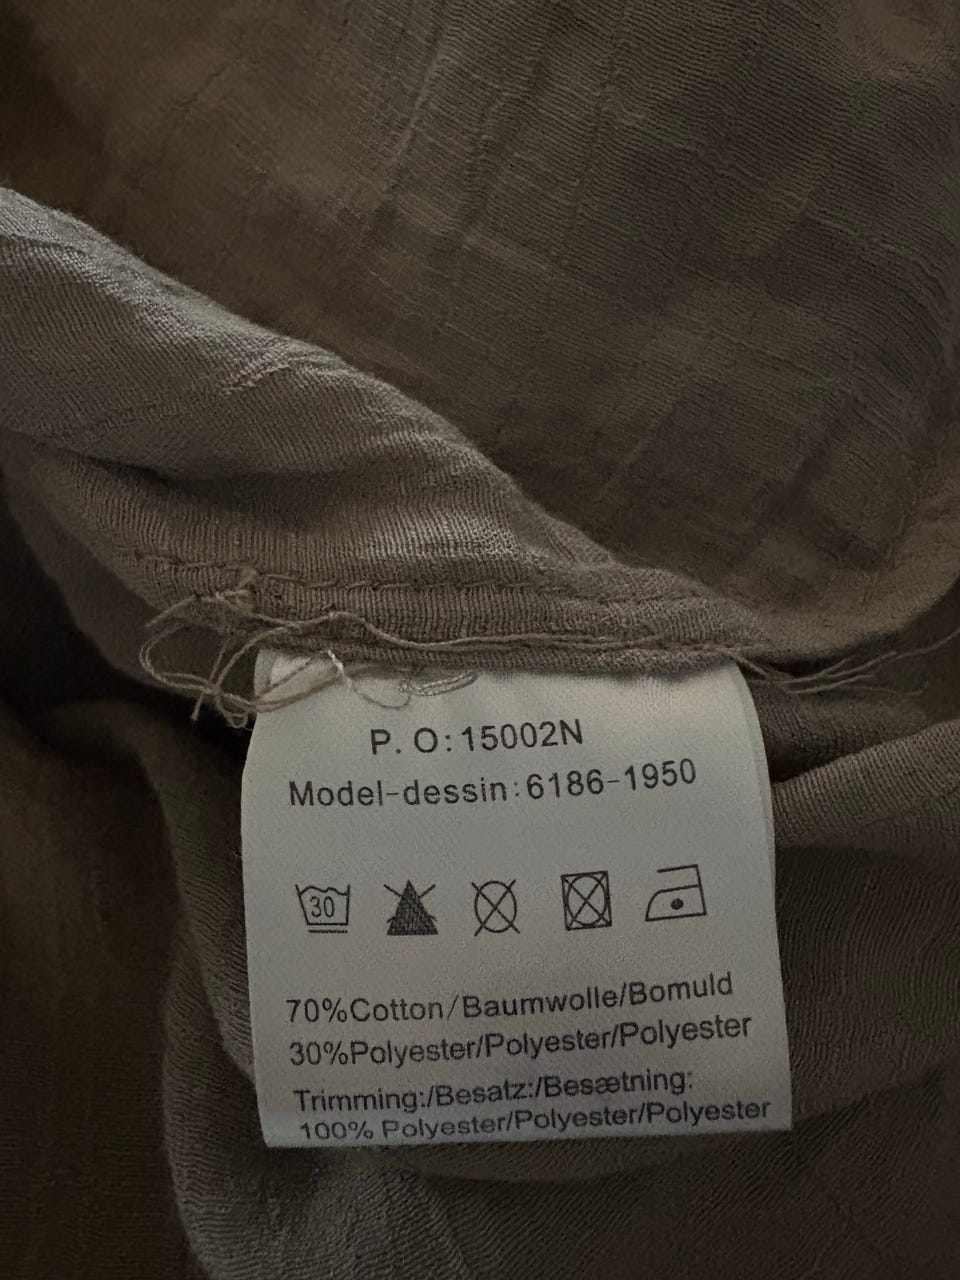 P. O:15002N
Model-dessin:6186-1950
30
70%Cotton/Baumwolle/Bomuld
30%Polyester/Polyester/Polyester
Trimming:/Besatz:/Besætning:
100% Polyester/Polyester/Polyester